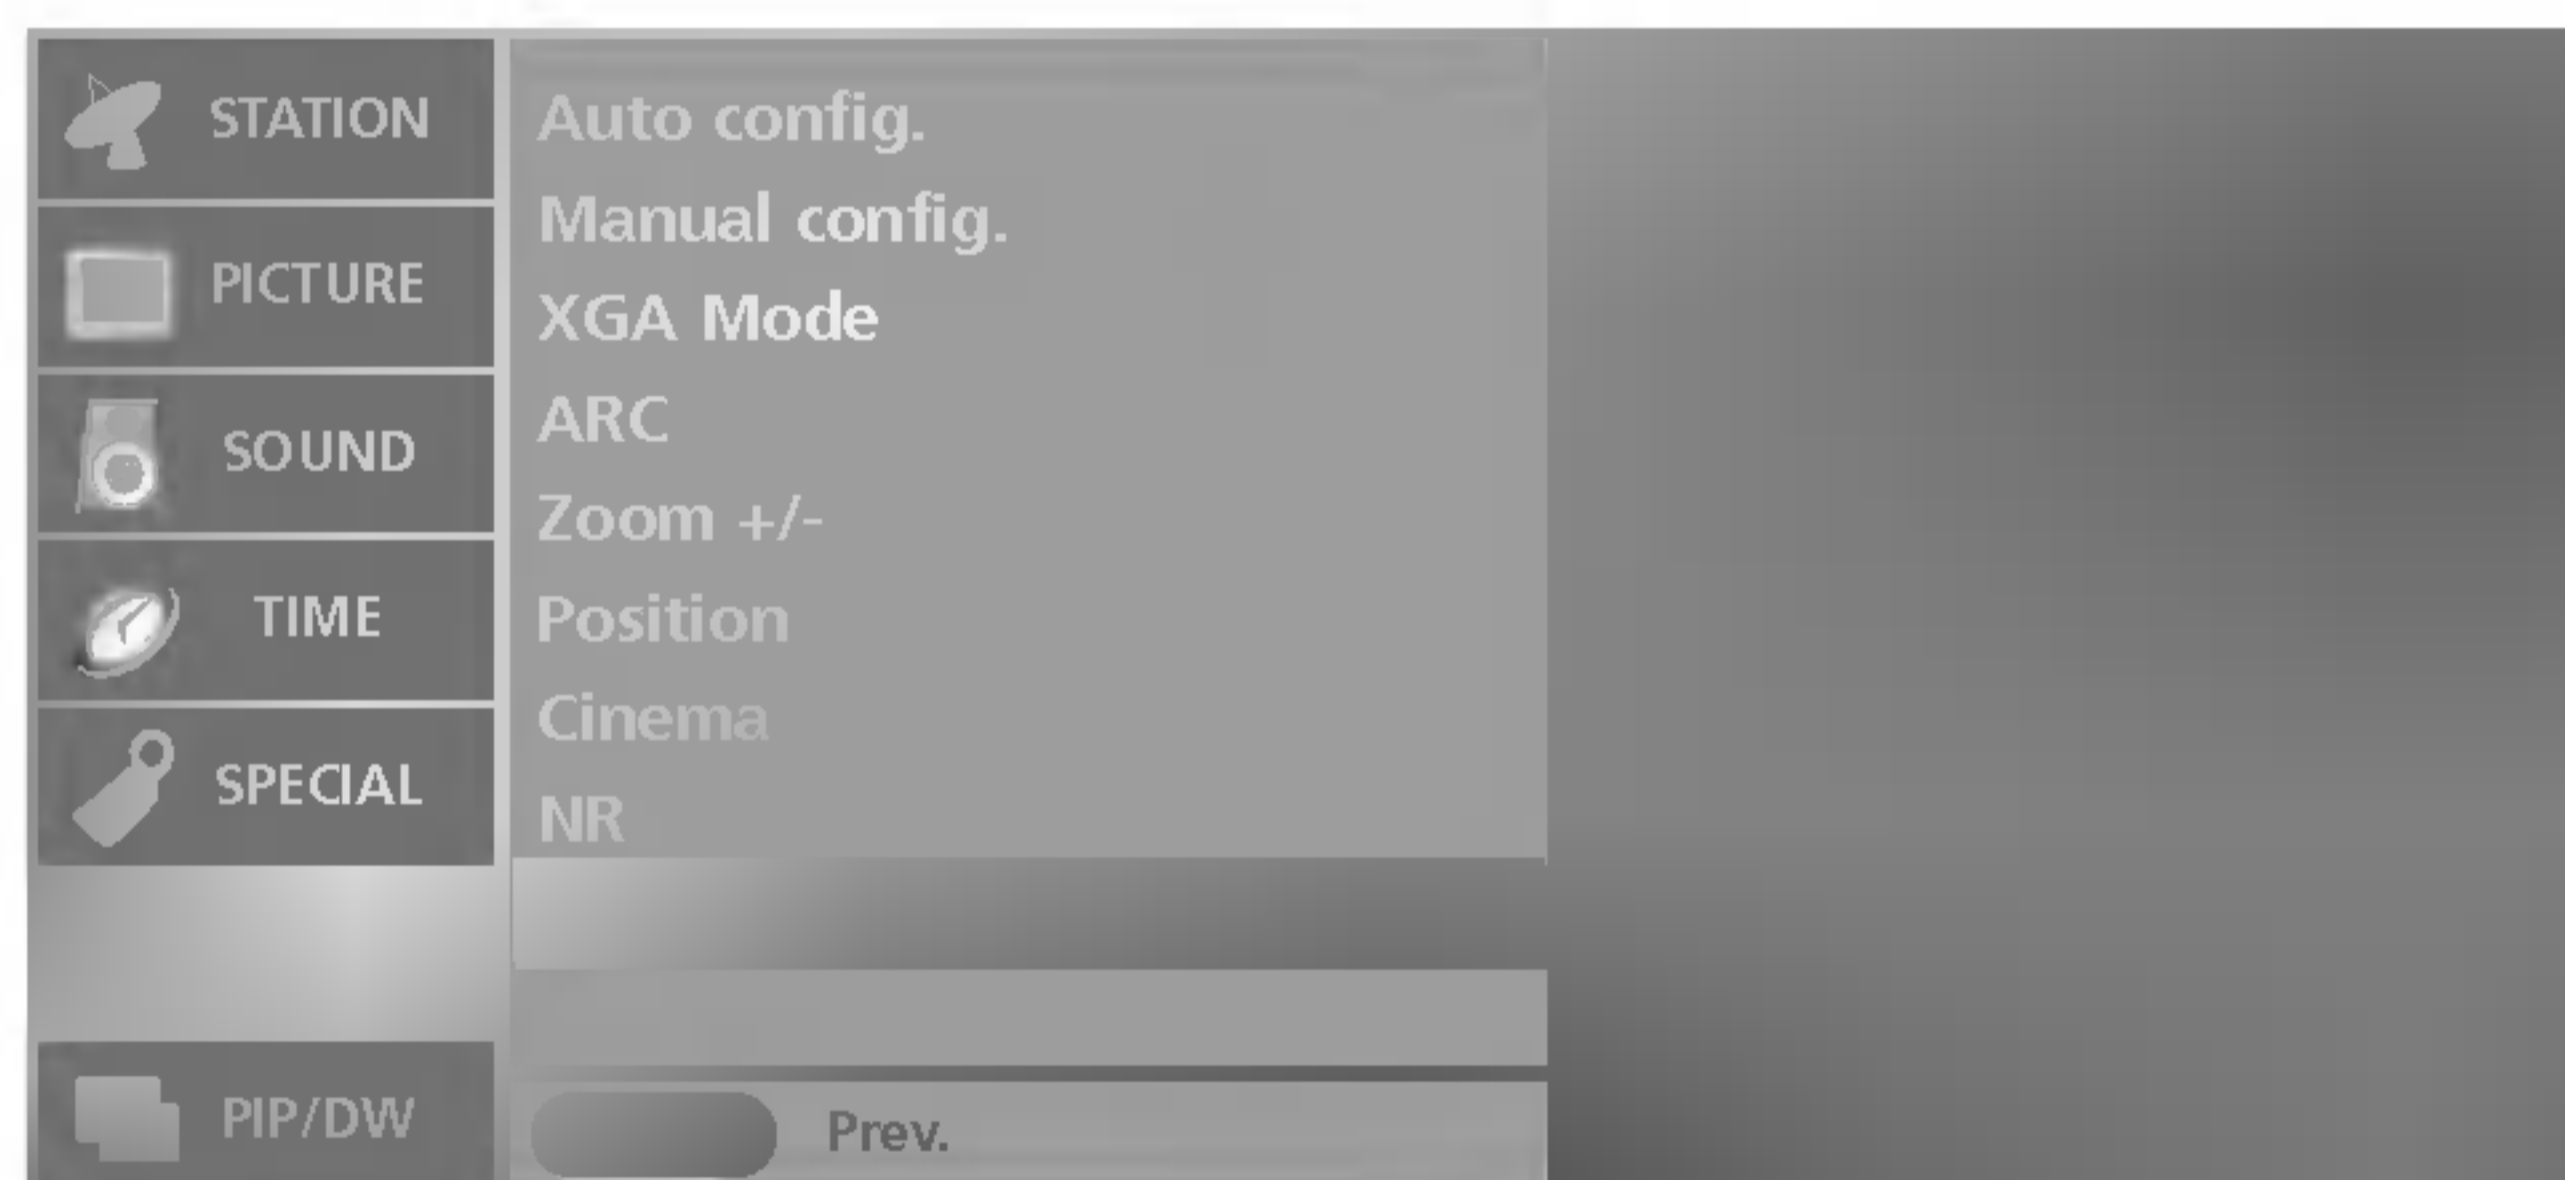 STATION
PICTURE
SOUND
TIME
SPECIAL
PIP/DW
Auto config.
Manual config.
XGA Mode
ARC
Zoom +/-
Position
Cinema
NR
Prev.